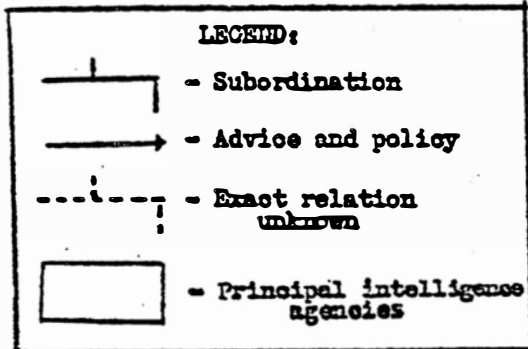 LEGEND:
- Subordination
- Advice and policy
- Exact relation
unknown
- Principal intelligence
agencies